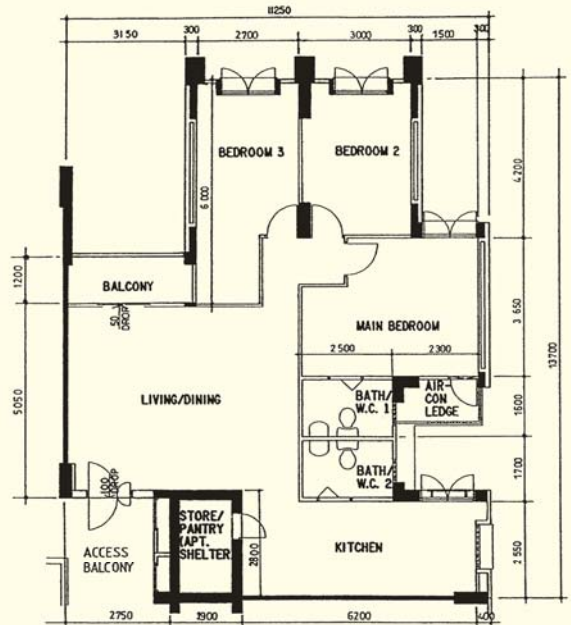 11250
3150
300
2700
3000
300
1500
300
BEDROOM 3
BEDROOM 2
6000
4200
1200
BALCONY
50
DROP
MAIN BEDROOM
3650
13700
2500
2300
5050
LIVING/DINING
BATH/
W.C. 1
AIR-
CON
LEDGE
1600
BATH/
W.C. 2
1700
100
DROP
STORE/
PANTRY
(APT.
SHELTER
ACCESS
BALCONY
2800
KITCHEN
2550
2750
1900
6200
400